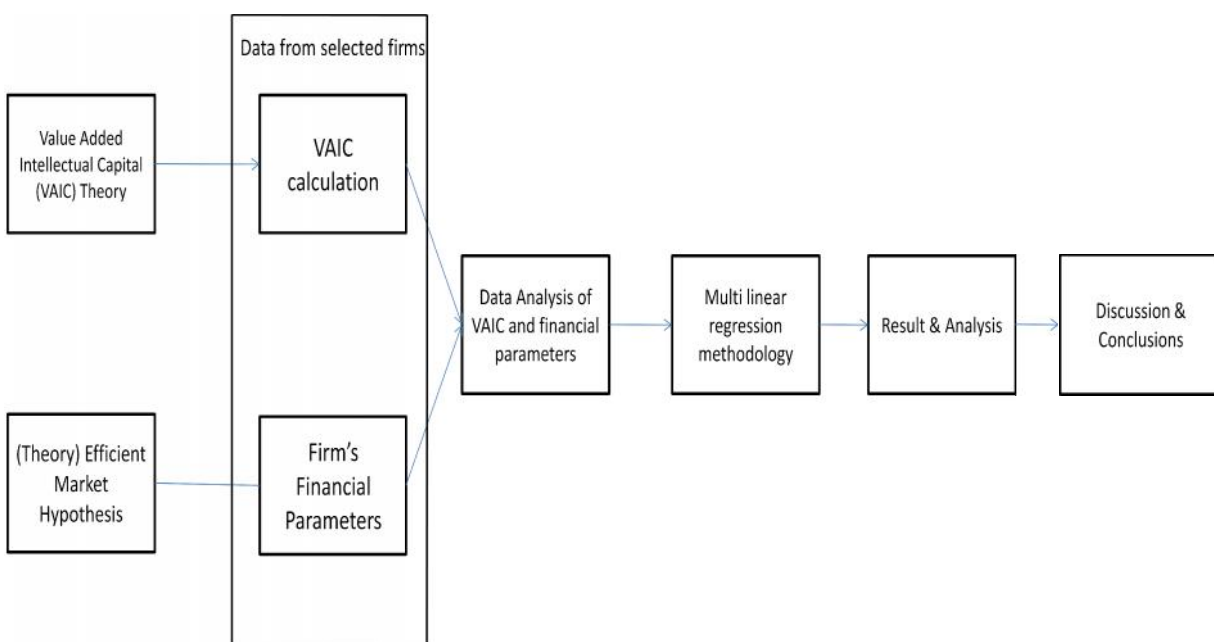 Data from selected firms
Value Added
Intellectual Capital
(VAIC) Theory
VAIC
calculation
Data Analysis of
VAIC and financial
parameters
Multi linear
regression
methodology
Result & Analysis
Discussion &
Conclusions
(Theory) Efficient
Market
Hypothesis
Firm's
Financial
Parameters